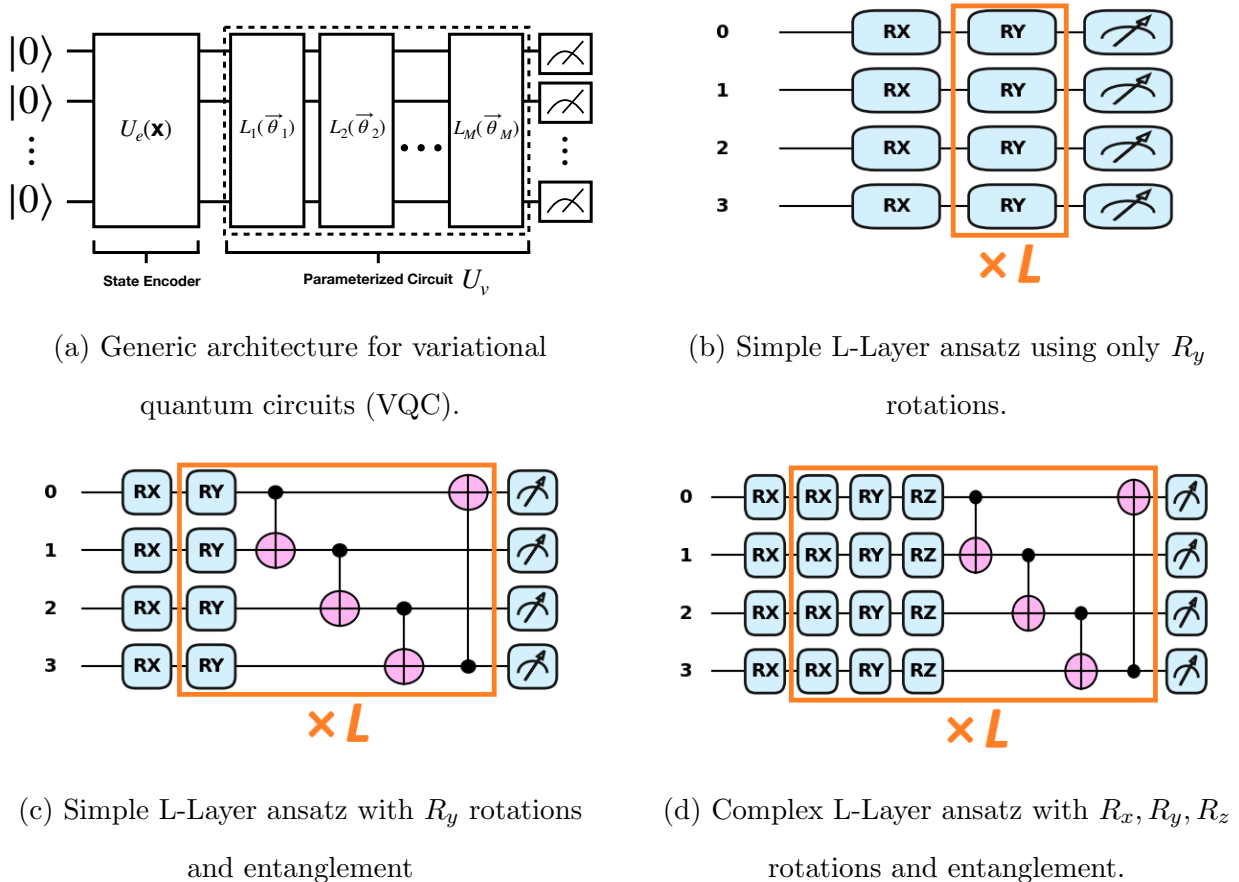 |0⟩
|0⟩
⋮
|0⟩
U_e(x)
L_1(θ⃗_1)
L_2(θ⃗_2)
•••
L_M(θ⃗_M)
⋮
State Encoder
Parameterized Circuit U_v
(a) Generic architecture for variational
quantum circuits (VQC).
0 RX RY
1 RX RY
2 RX RY
3 RX RY
× L
(b) Simple L-Layer ansatz using only R_y
rotations.
0 RX RY
1 RX RY
2 RX RY
3 RX RY
× L
(c) Simple L-Layer ansatz with R_y rotations
and entanglement
0 RX RX RY RZ
1 RX RX RY RZ
2 RX RX RY RZ
3 RX RX RY RZ
× L
(d) Complex L-Layer ansatz with R_x, R_y, R_z
rotations and entanglement.